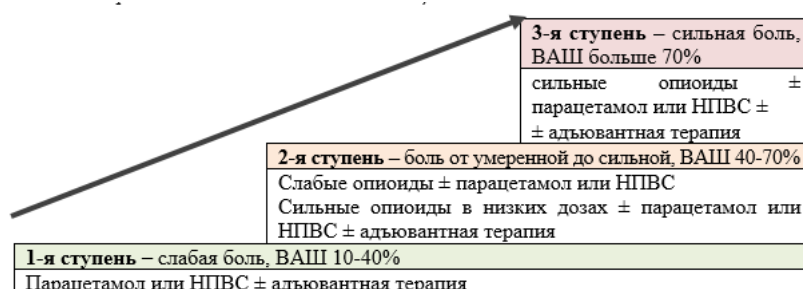 3-я ступень – сильная боль,
ВАШ больше 70%
сильные опиоиды ±
парацетамол или НПВС ±
± адъювантная терапия
2-я ступень – боль от умеренной до сильной, ВАШ 40-70%
Слабые опиоиды ± парацетамол или НПВС
Сильные опиоиды в низких дозах ± парацетамол или
НПВС ± адъювантная терапия
1-я ступень – слабая боль, ВАШ 10-40%
Парацетамол или НПВС ± адъювантная терапия